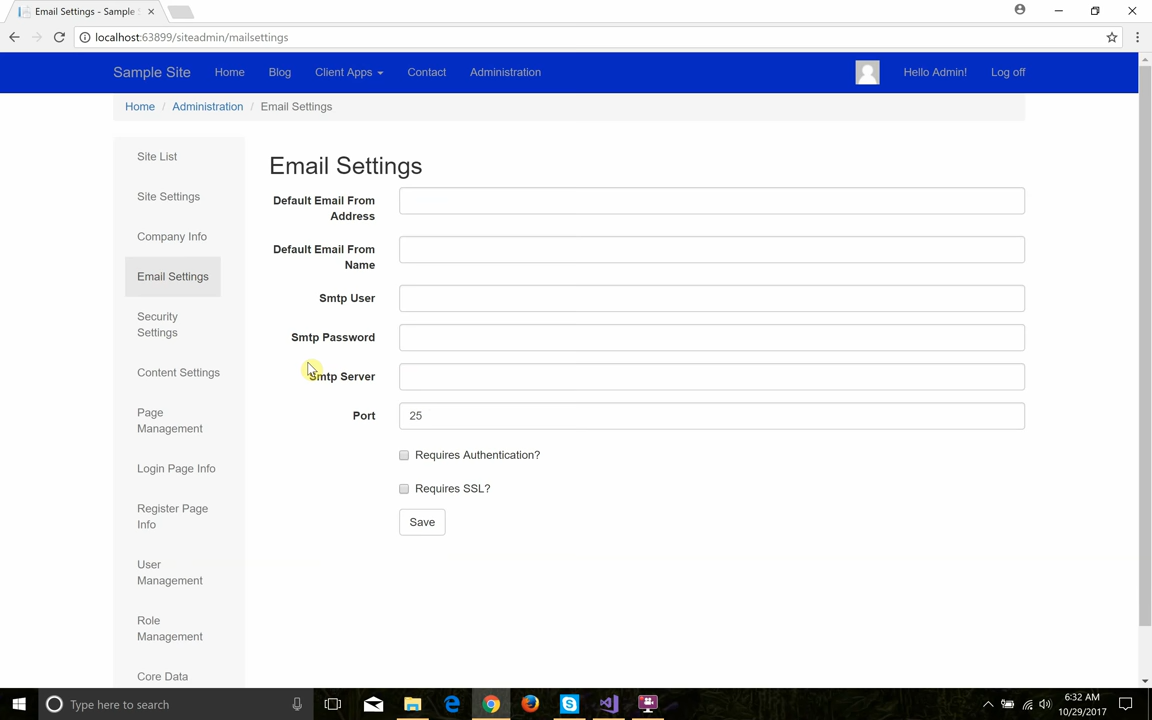 Email Settings - Sample
localhost:63899/siteadmin/mailsettings
Sample Site Home Blog Client Apps Contact Administration Hello Admin! Log off
Home / Administration / Email Settings
Site List
Site Settings
Company Info
Email Settings
Security
Settings
Content Settings
Page
Management
Login Page Info
Register Page
Info
User
Management
Role
Management
Core Data
Email Settings
Default Email From
Address
Default Email From
Name
Smtp User
Smtp Password
Smtp Server
Port 25
Requires Authentication?
Requires SSL?
Save
Type here to search
6:32 AM
10/29/2017